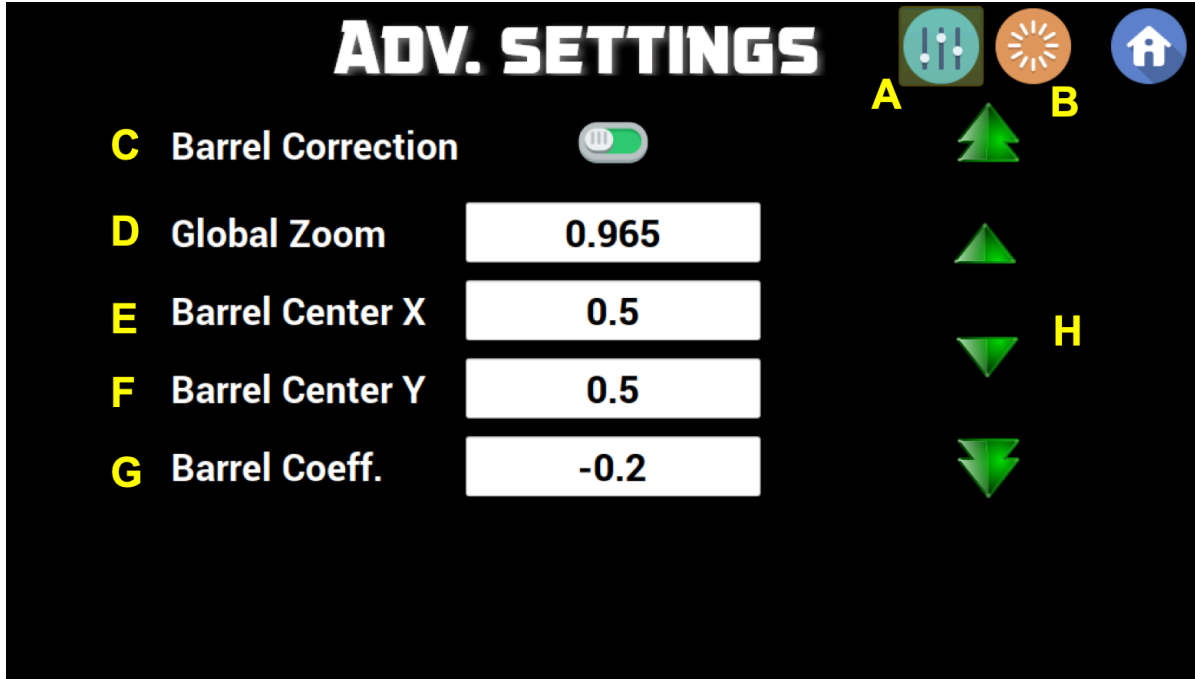 ADV. SETTINGS
A
B
C Barrel Correction
D Global Zoom 0.965
E Barrel Center X 0.5
H
F Barrel Center Y 0.5
G Barrel Coeff. -0.2